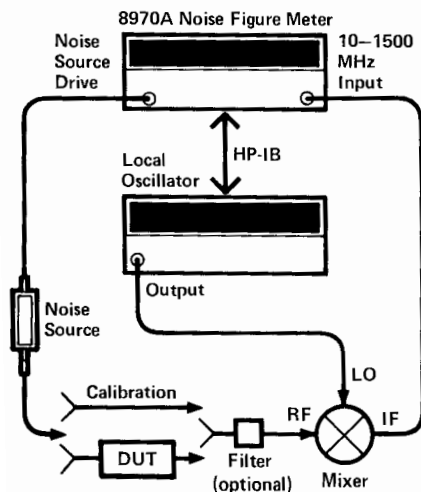 8970A Noise Figure Meter
Noise
Source
Drive
10–1500
MHz
Input
HP-IB
Local
Oscillator
Output
Noise
Source
LO
Calibration
RF
IF
DUT
Filter
(optional)
Mixer